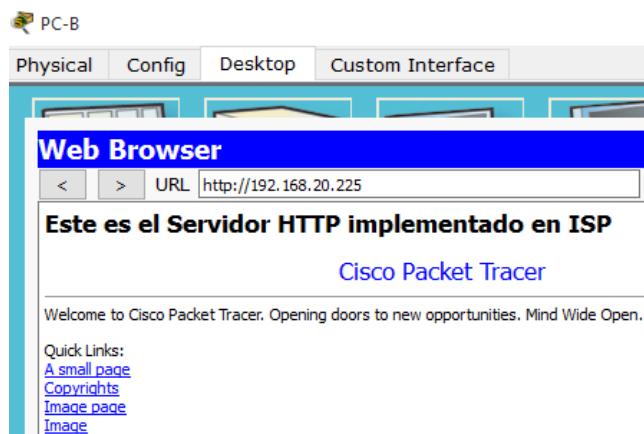 PC-B
Physical Config Desktop Custom Interface
Web Browser
< > URL http://192.168.20.225
Este es el Servidor HTTP implementado en ISP
Cisco Packet Tracer
Welcome to Cisco Packet Tracer. Opening doors to new opportunities. Mind Wide Open.
Quick Links:
A small page
Copyrights
Image page
Image